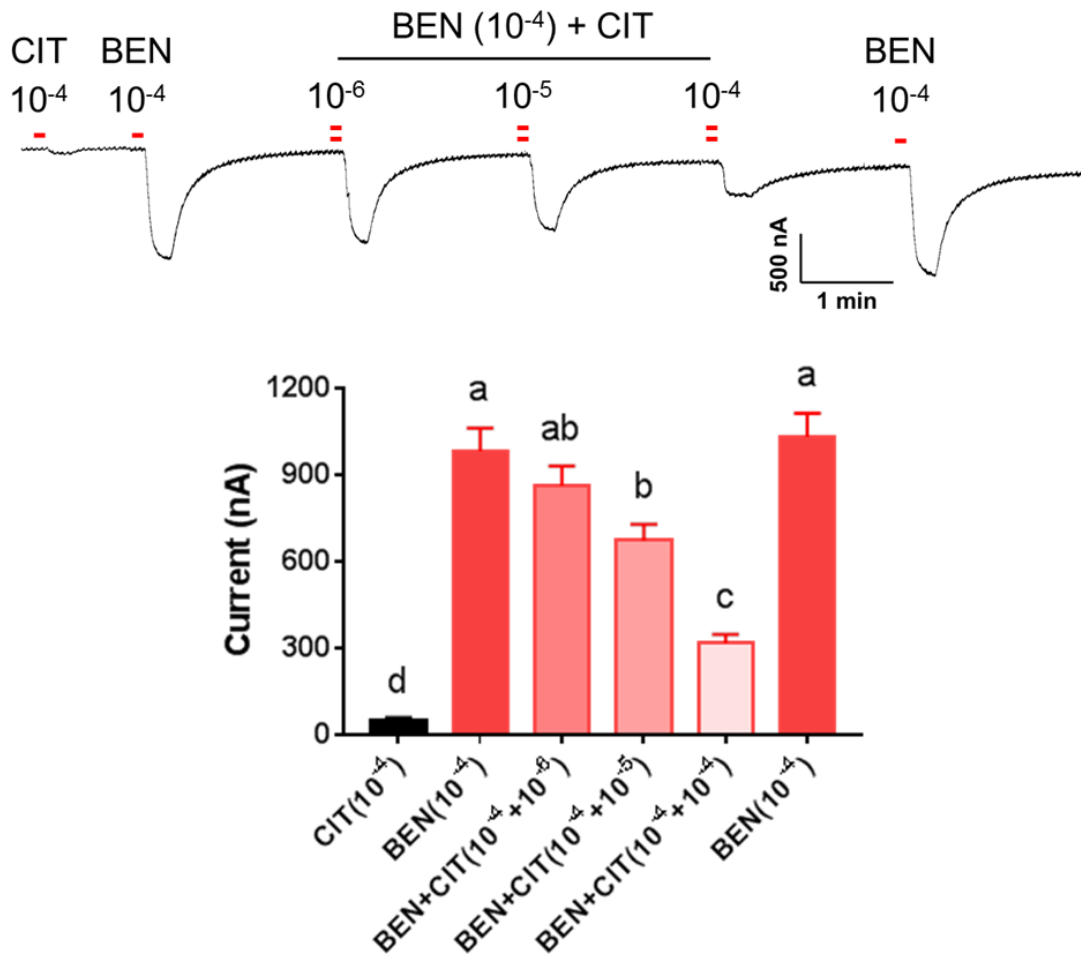 BEN (10⁻⁴) + CIT
CIT BEN BEN
10⁻⁴ 10⁻⁴ 10⁻⁶ 10⁻⁵ 10⁻⁴ 10⁻⁴
500 nA
1 min
Current (nA)
1200
900
600
300
0
d
a
ab
b
c
a
CIT(10⁻⁴)
BEN(10⁻⁴)
BEN+CIT(10⁻⁴+10⁻⁶)
BEN+CIT(10⁻⁴+10⁻⁵)
BEN+CIT(10⁻⁴+10⁻⁴)
BEN(10⁻⁴)